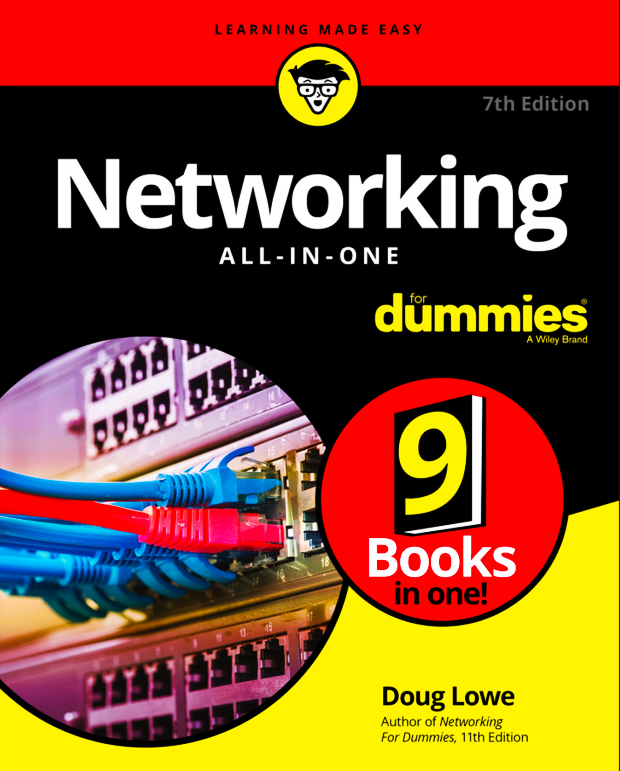 LEARNING MADE EASY
7th Edition
Networking
ALL-IN-ONE
for
dummies®
A Wiley Brand
9
Books
in one!
Doug Lowe
Author of Networking
For Dummies, 11th Edition